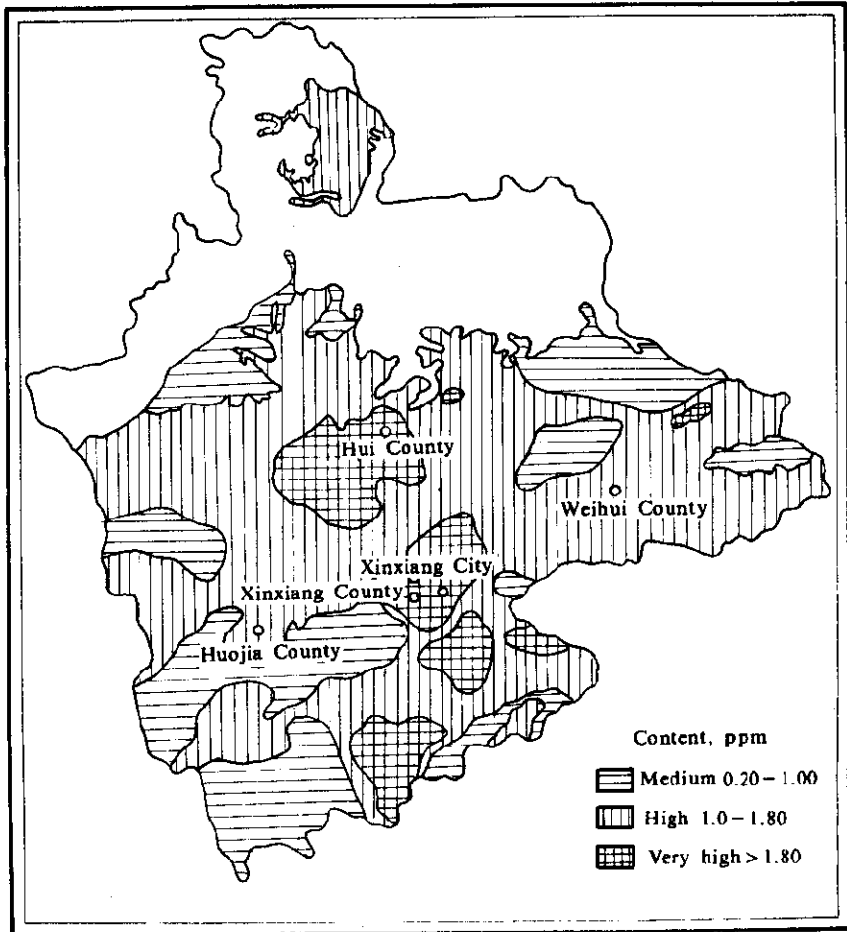 Hui County
Weihui County
Xinxiang City
Xinxiang County
Huojia County
Content, ppm
Medium 0.20-1.00
High 1.0-1.80
Very high > 1.80